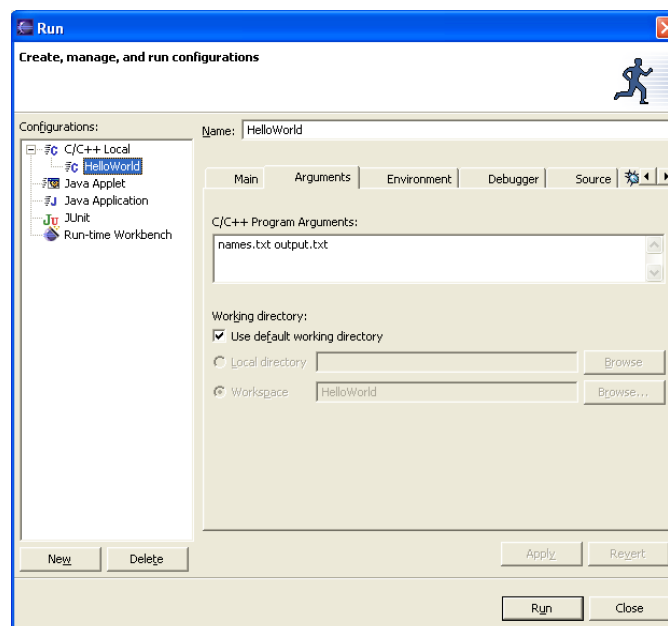 Run
Create, manage, and run configurations
Configurations:
C/C++ Local
HelloWorld
Java Applet
Java Application
JUnit
Run-time Workbench
New Delete
Name: HelloWorld
Main Arguments Environment Debugger Source
C/C++ Program Arguments:
names.txt output.txt
Working directory:
Use default working directory
Local directory Browse
Workspace HelloWorld Browse...
Apply Revert
Run Close